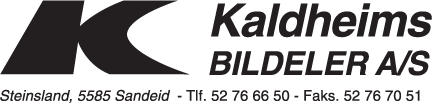 Kaldheims
BILDELER A/S
Steinsland, 5585 Sandeid - Tlf. 52 76 66 50 - Faks. 52 76 70 51